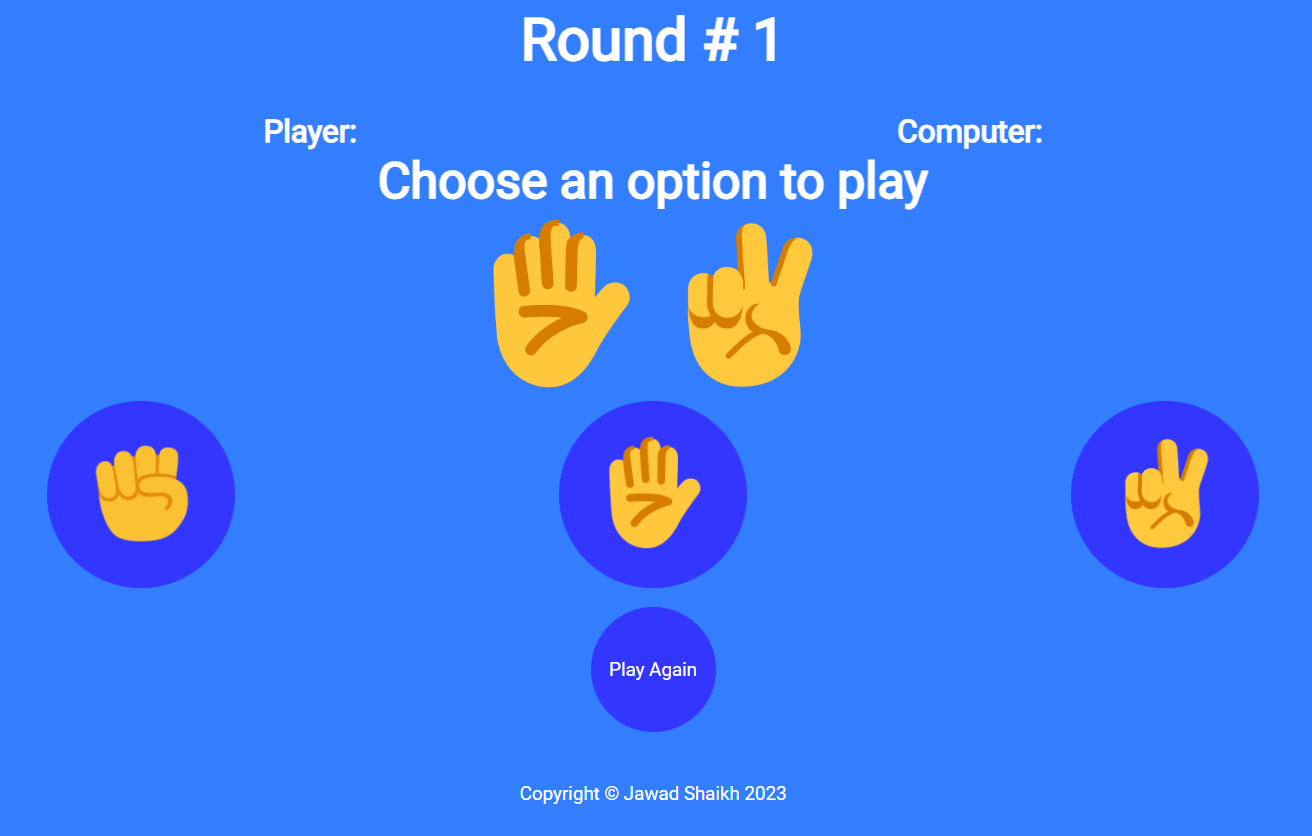 Round # 1
Player:
Computer:
Choose an option to play
Play Again
Copyright © Jawad Shaikh 2023